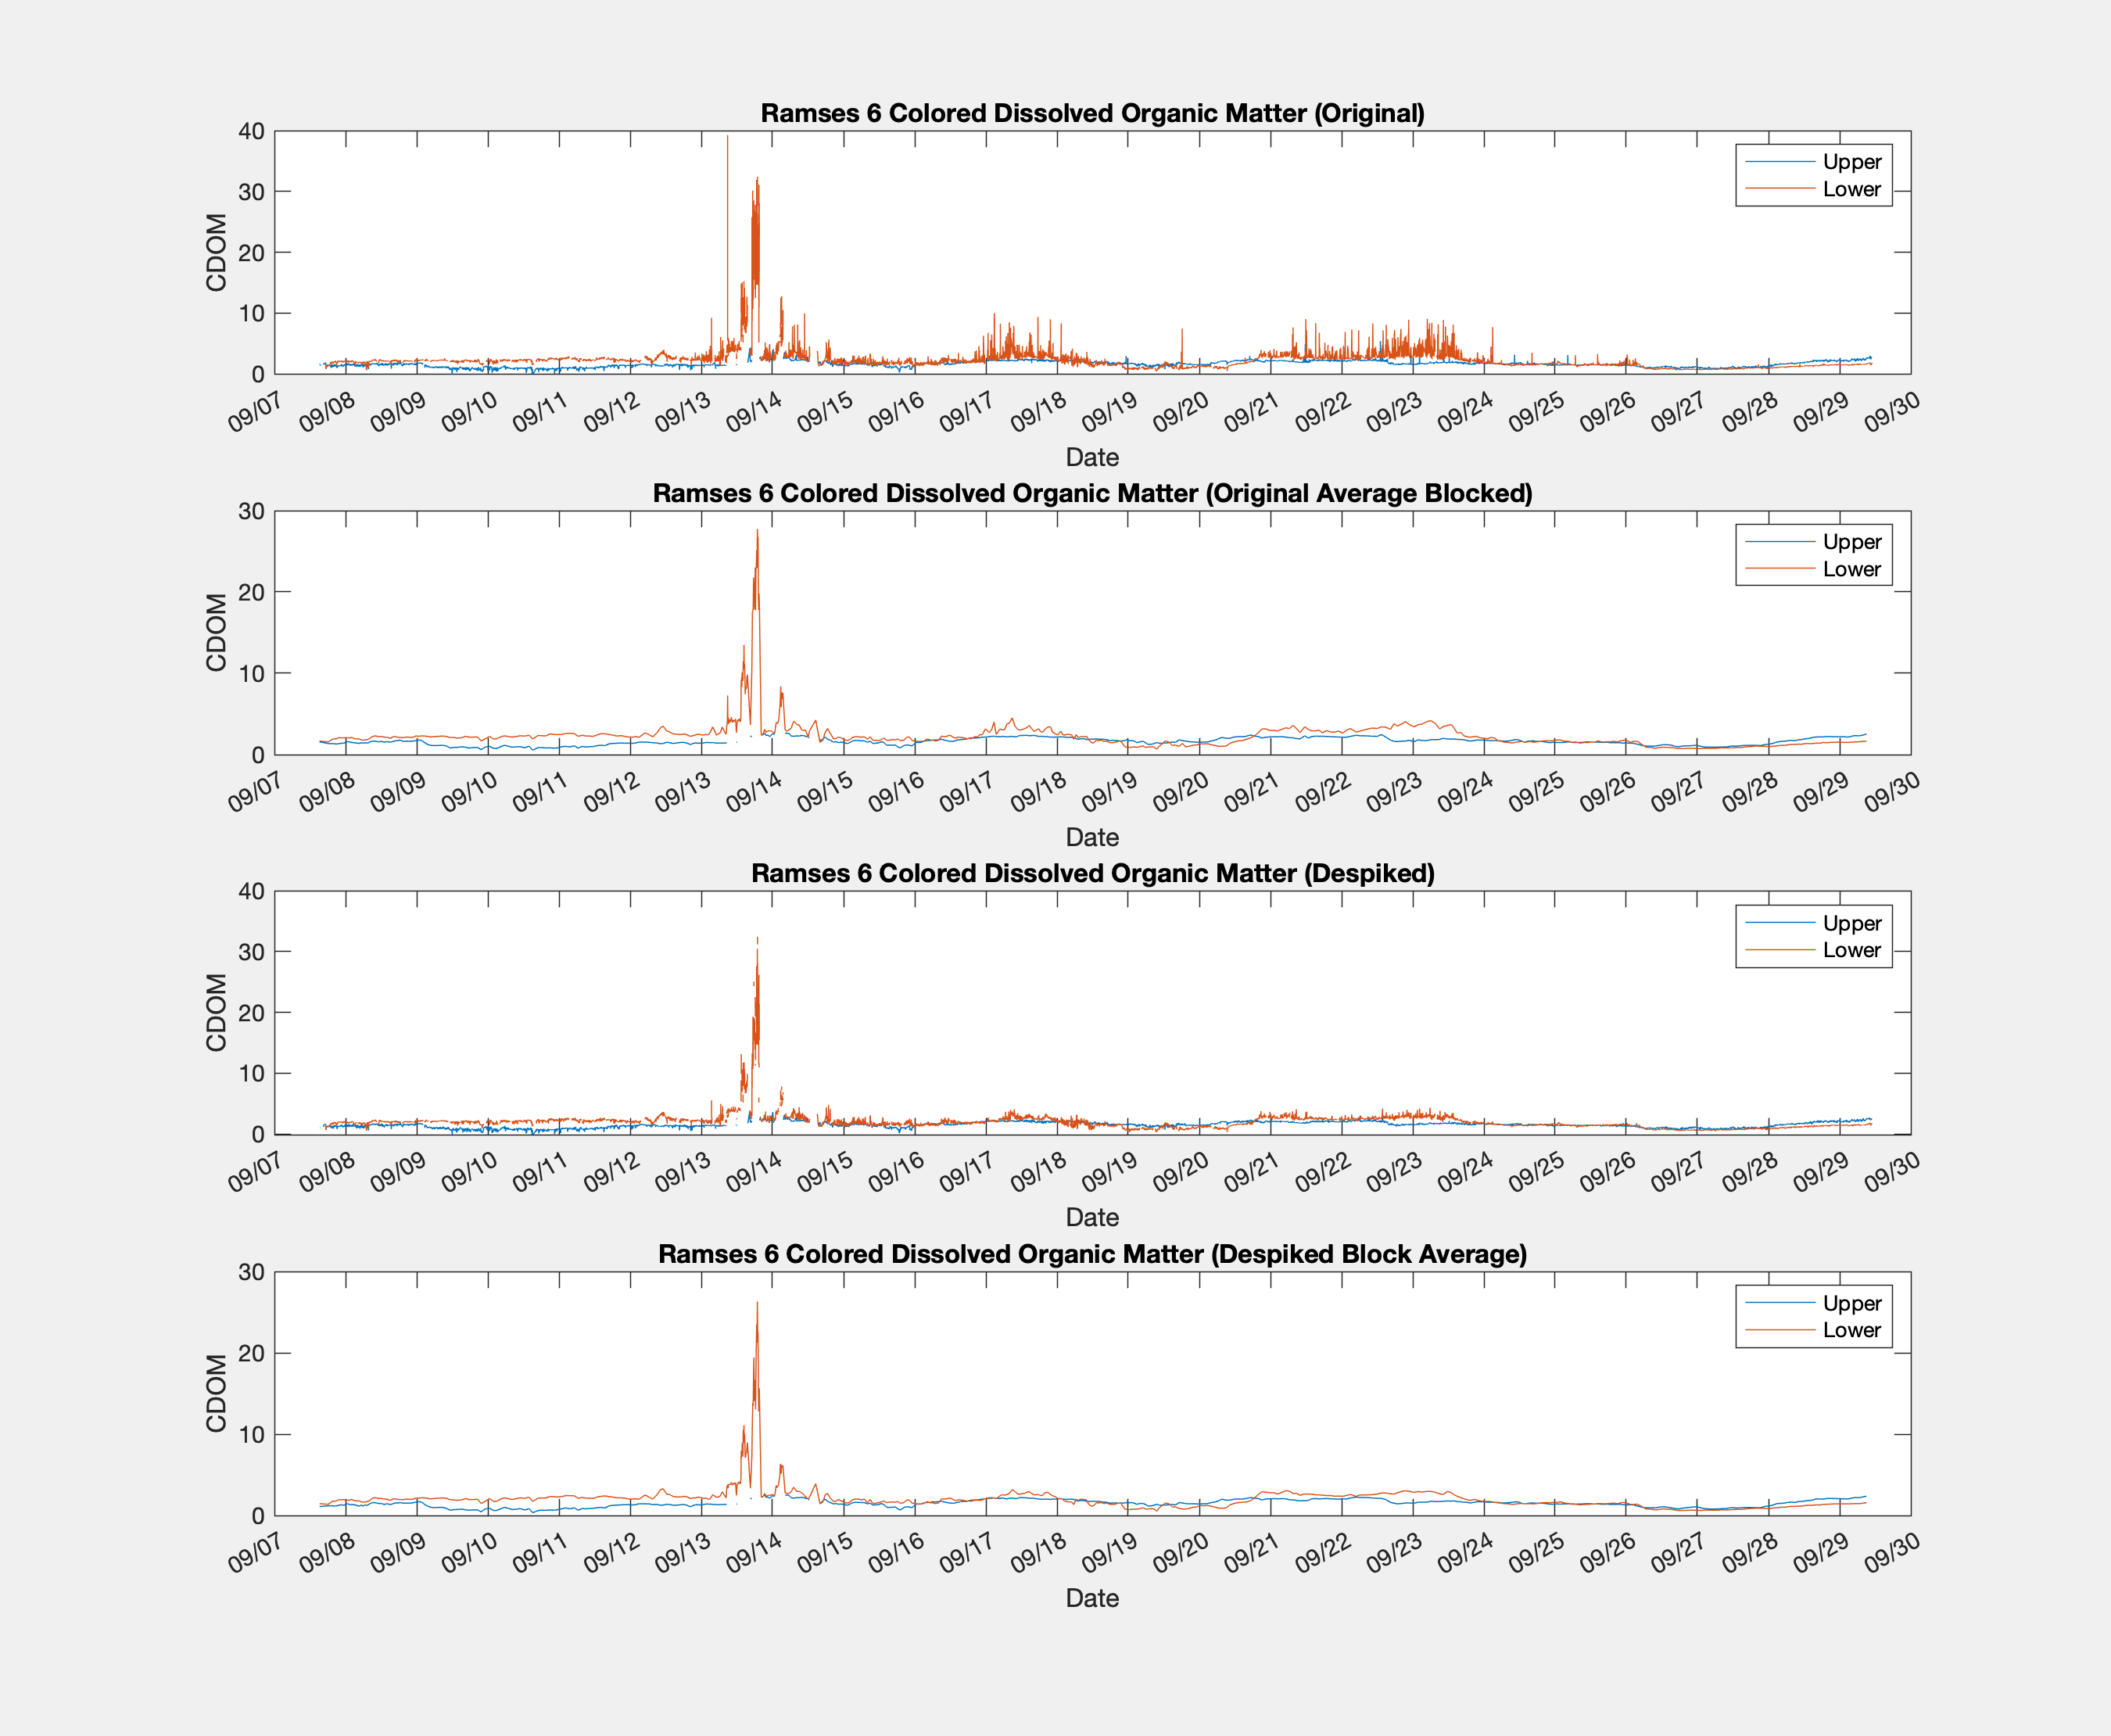 Ramses 6 Colored Dissolved Organic Matter (Original)
40
30
20
10
0
CDOM
Upper
Lower
09/07 09/08 09/09 09/10 09/11 09/12 09/13 09/14 09/15 09/16 09/17 09/18 09/19 09/20 09/21 09/22 09/23 09/24 09/25 09/26 09/27 09/28 09/29 09/30
Date
Ramses 6 Colored Dissolved Organic Matter (Original Average Blocked)
30
20
10
0
CDOM
Upper
Lower
09/07 09/08 09/09 09/10 09/11 09/12 09/13 09/14 09/15 09/16 09/17 09/18 09/19 09/20 09/21 09/22 09/23 09/24 09/25 09/26 09/27 09/28 09/29 09/30
Date
Ramses 6 Colored Dissolved Organic Matter (Despiked)
40
30
20
10
0
CDOM
Upper
Lower
09/07 09/08 09/09 09/10 09/11 09/12 09/13 09/14 09/15 09/16 09/17 09/18 09/19 09/20 09/21 09/22 09/23 09/24 09/25 09/26 09/27 09/28 09/29 09/30
Date
Ramses 6 Colored Dissolved Organic Matter (Despiked Block Average)
30
20
10
0
CDOM
Upper
Lower
09/07 09/08 09/09 09/10 09/11 09/12 09/13 09/14 09/15 09/16 09/17 09/18 09/19 09/20 09/21 09/22 09/23 09/24 09/25 09/26 09/27 09/28 09/29 09/30
Date